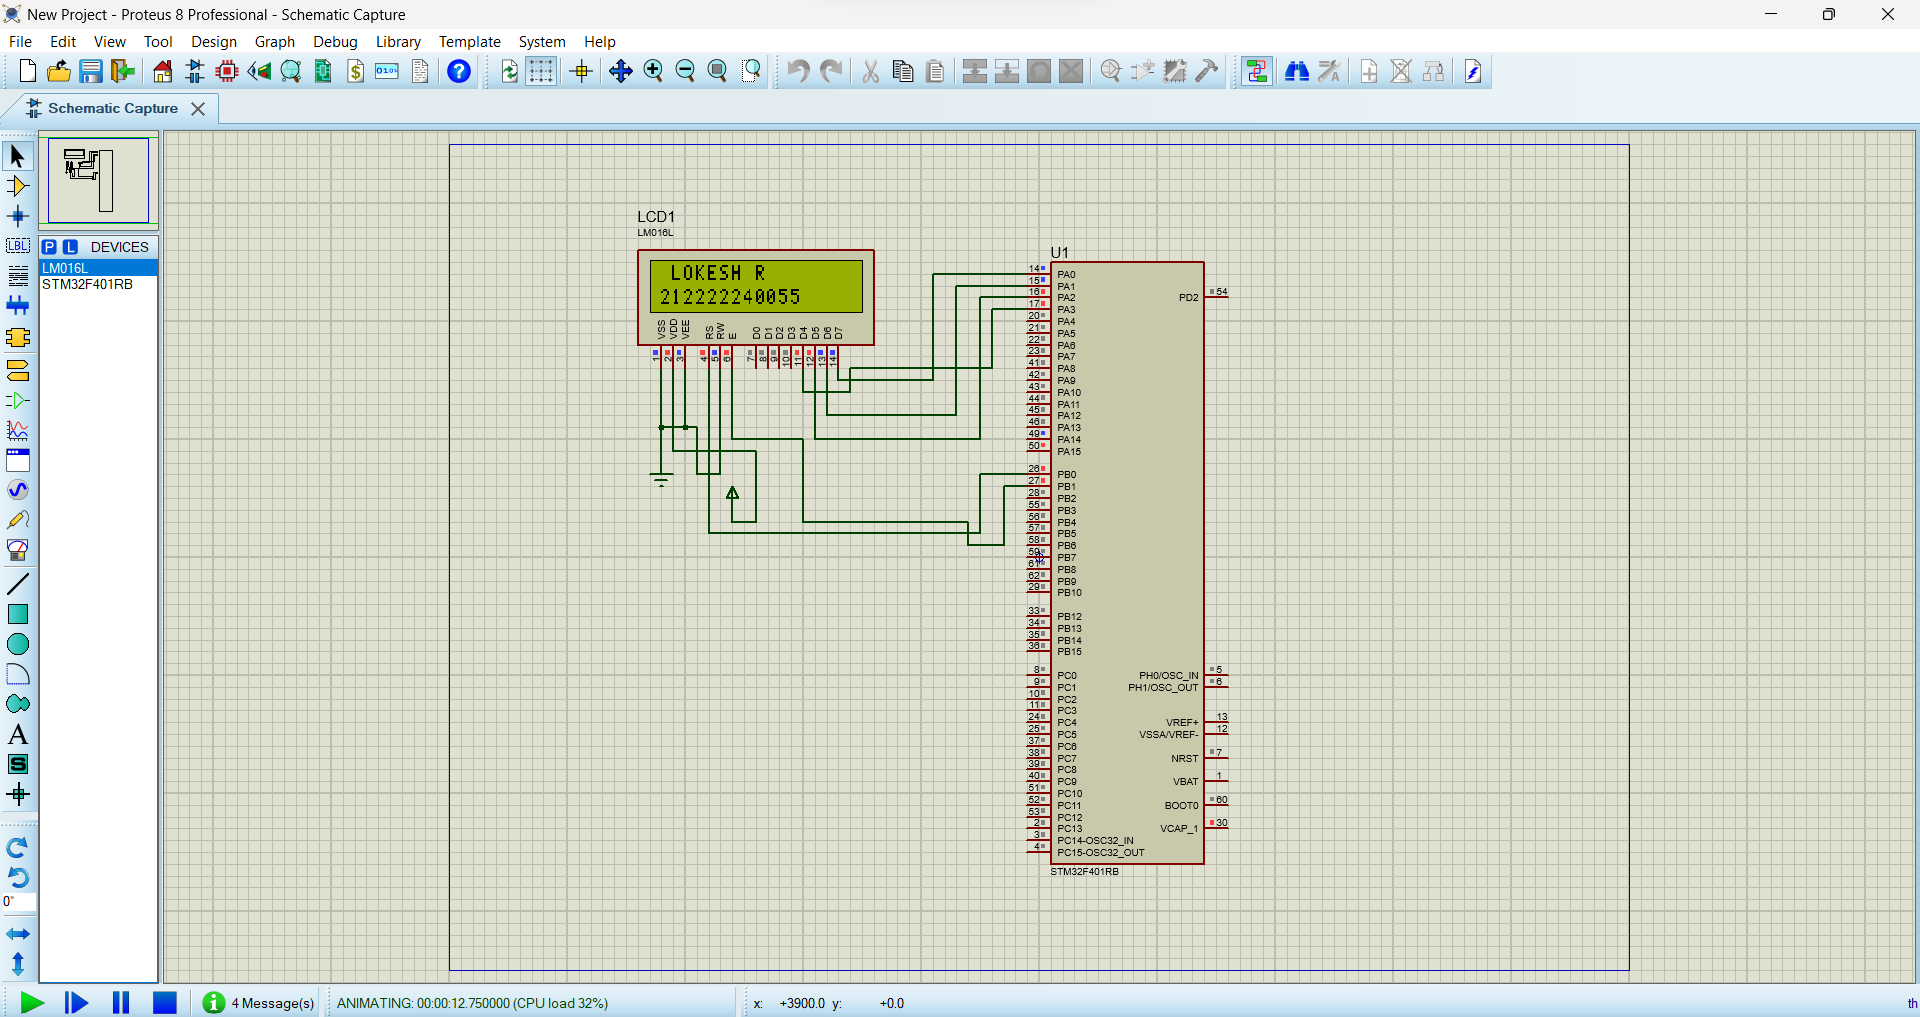 New Project - Proteus 8 Professional - Schematic Capture
File Edit View Tool Design Graph Debug Library Template System Help
Schematic Capture
P L DEVICES
LM016L
STM32F401RB
LBL
A
S
0°
LCD1
LM016L
LOKESH R
212222240055
VSS VDD VEE RS RW E D0 D1 D2 D3 D4 D5 D6 D7
1 2 3 4 5 6 7 8 9 10 11 12 13 14
U1
14 PA0
15 PA1
16 PA2
17 PA3
20 PA4
21 PA5
22 PA6
23 PA7
41 PA8
42 PA9
43 PA10
44 PA11
45 PA12
46 PA13
49 PA14
50 PA15
26 PB0
27 PB1
28 PB2
55 PB3
56 PB4
57 PB5
58 PB6
59 PB7
61 PB8
62 PB9
29 PB10
33 PB12
34 PB13
35 PB14
36 PB15
8 PC0
9 PC1
10 PC2
11 PC3
24 PC4
25 PC5
37 PC6
38 PC7
39 PC8
40 PC9
51 PC10
52 PC11
53 PC12
2 PC13
3 PC14-OSC32_IN
4 PC15-OSC32_OUT
PD2 54
PH0/OSC_IN 5
PH1/OSC_OUT 6
VREF+ 13
VSSA/VREF- 12
NRST 7
VBAT 1
BOOT0 60
VCAP_1 30
STM32F401RB
4 Message(s) ANIMATING: 00:00:12.750000 (CPU load 32%) x: +3900.0 y: +0.0 th